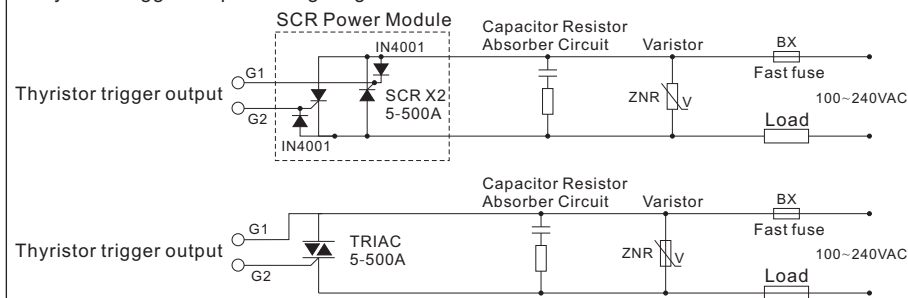 SCR Power Module
Capacitor Resistor
Absorber Circuit
Varistor
BX
IN4001
Fast fuse
G1
Thyristor trigger output
SCR X2
5-500A
ZNR
V
100~240VAC
G2
Load
IN4001
Capacitor Resistor
Absorber Circuit
Varistor
BX
Fast fuse
G1
Thyristor trigger output
TRIAC
5-500A
ZNR
V
100~240VAC
G2
Load